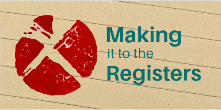 Making
it to the
Registers